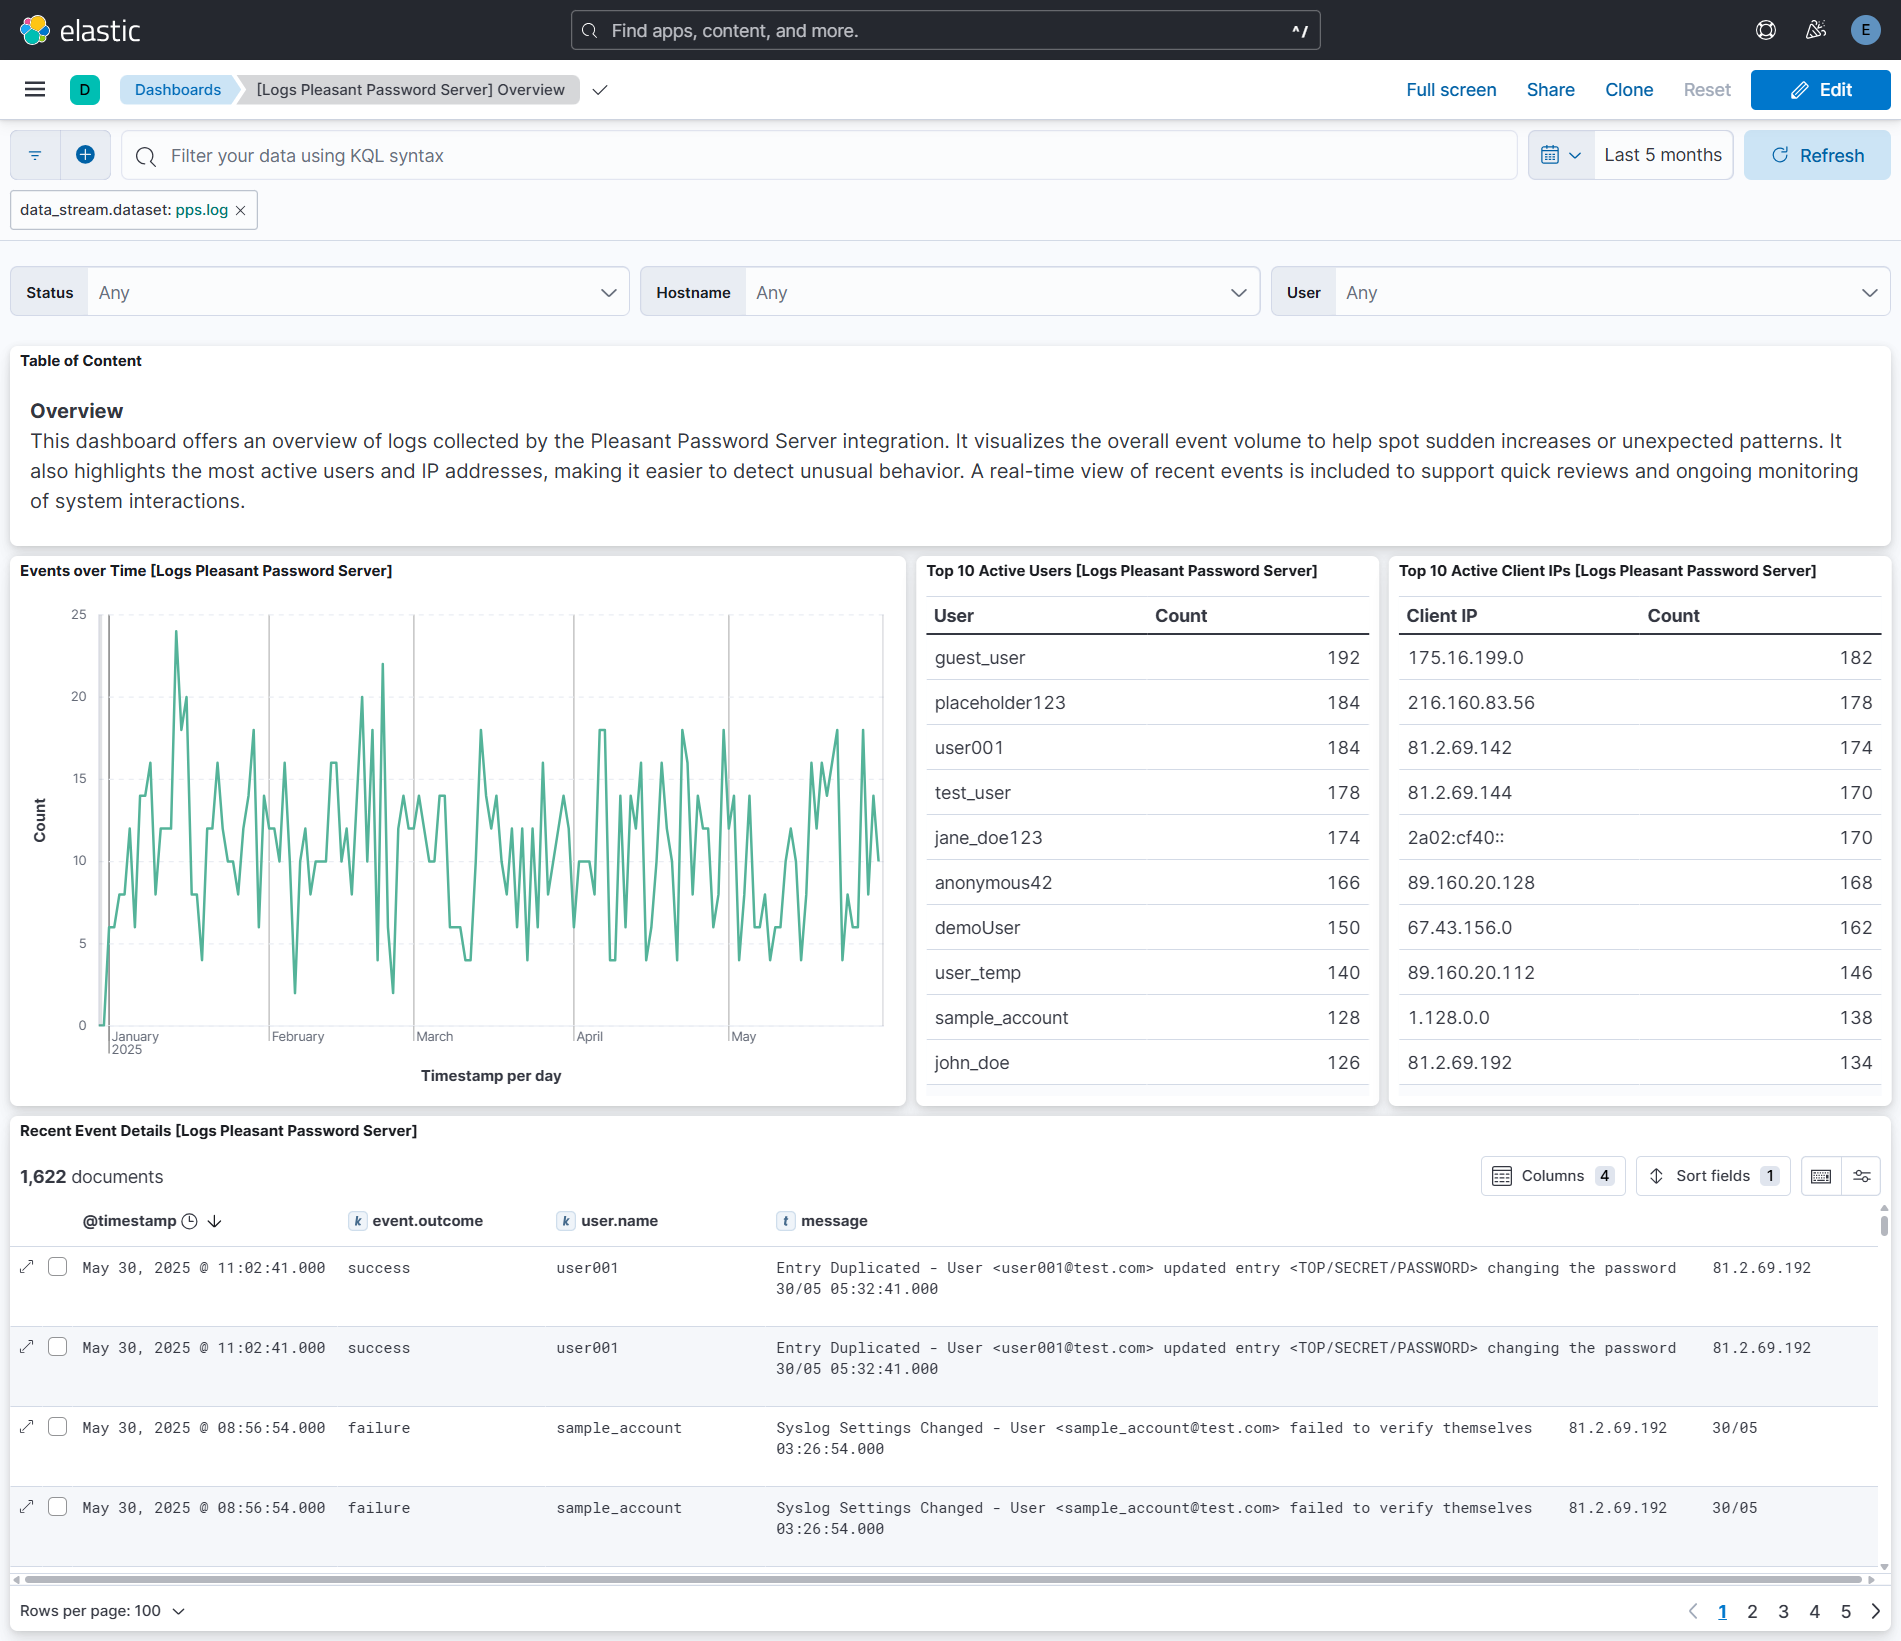 elastic
Find apps, content, and more.
^/
E
D
Dashboards
[Logs Pleasant Password Server] Overview
Full screen
Share
Clone
Reset
Edit
Filter your data using KQL syntax
Last 5 months
Refresh
data_stream.dataset: pps.log
Status Any
Hostname Any
User Any
Table of Content
Overview
This dashboard offers an overview of logs collected by the Pleasant Password Server integration. It visualizes the overall event volume to help spot sudden increases or unexpected patterns. It
also highlights the most active users and IP addresses, making it easier to detect unusual behavior. A real-time view of recent events is included to support quick reviews and ongoing monitoring
of system interactions.
Events over Time [Logs Pleasant Password Server]
25
20
15
10
5
0
Count
January
2025
February
March
April
May
Timestamp per day
Top 10 Active Users [Logs Pleasant Password Server]
User Count
guest_user 192
placeholder123 184
user001 184
test_user 178
jane_doe123 174
anonymous42 166
demoUser 150
user_temp 140
sample_account 128
john_doe 126
Top 10 Active Client IPs [Logs Pleasant Password Server]
Client IP Count
175.16.199.0 182
216.160.83.56 178
81.2.69.142 174
81.2.69.144 170
2a02:cf40:: 170
89.160.20.128 168
67.43.156.0 162
89.160.20.112 146
1.128.0.0 138
81.2.69.192 134
Recent Event Details [Logs Pleasant Password Server]
1,622 documents
Columns 4
Sort fields 1
@timestamp k event.outcome k user.name t message
May 30, 2025 @ 11:02:41.000 success user001 Entry Duplicated - User <user001@test.com> updated entry <TOP/SECRET/PASSWORD> changing the password 81.2.69.192
30/05 05:32:41.000
May 30, 2025 @ 11:02:41.000 success user001 Entry Duplicated - User <user001@test.com> updated entry <TOP/SECRET/PASSWORD> changing the password 81.2.69.192
30/05 05:32:41.000
May 30, 2025 @ 08:56:54.000 failure sample_account Syslog Settings Changed - User <sample_account@test.com> failed to verify themselves 81.2.69.192 30/05
03:26:54.000
May 30, 2025 @ 08:56:54.000 failure sample_account Syslog Settings Changed - User <sample_account@test.com> failed to verify themselves 81.2.69.192 30/05
03:26:54.000
Rows per page: 100
1 2 3 4 5